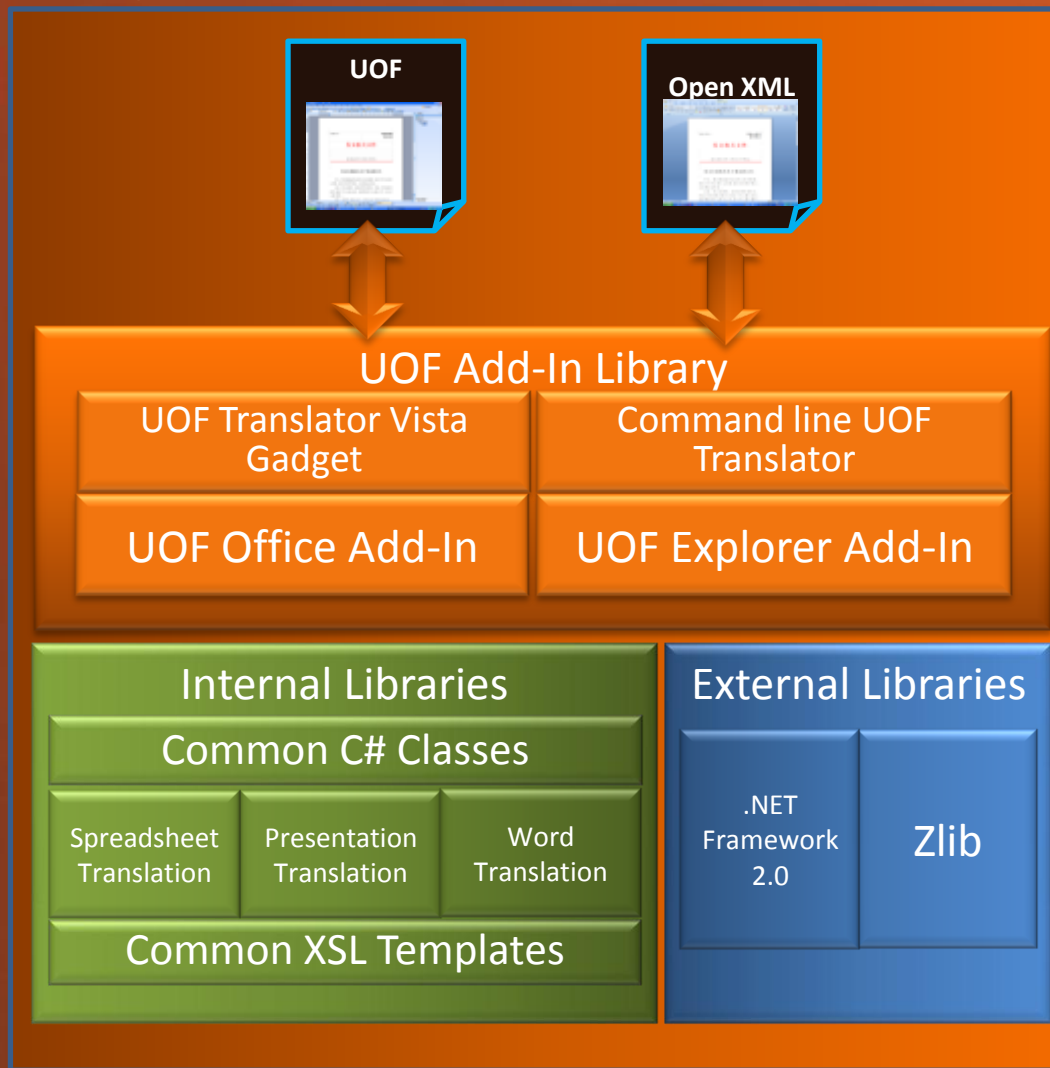 UOF
Open XML
UOF Add-In Library
UOF Translator Vista
Gadget
Command line UOF
Translator
UOF Office Add-In
UOF Explorer Add-In
Internal Libraries
Common C# Classes
Spreadsheet
Translation
Presentation
Translation
Word
Translation
Common XSL Templates
External Libraries
.NET
Framework
2.0
Zlib